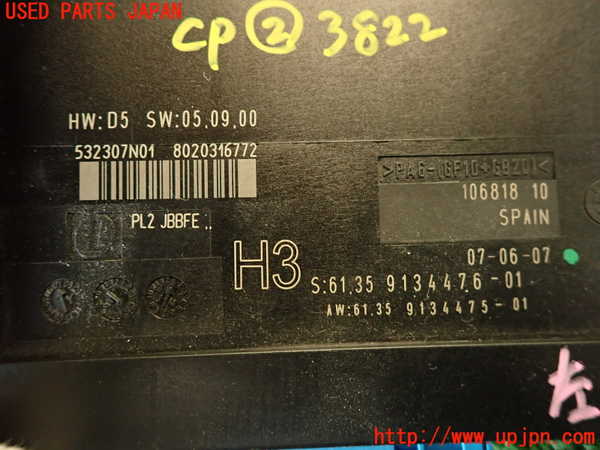 USED PARTS JAPAN
CP ② 3822
HW:D5 SW:05.09.00
532307N01 8020316772
>PA6-(GF10+GB20)<
106818 10
SPAIN
PL2 JBBFE
07-06-07
H3
S:61.35 9134476-01
AW:61.35 9134475-01
左
http://www.upjpn.com/